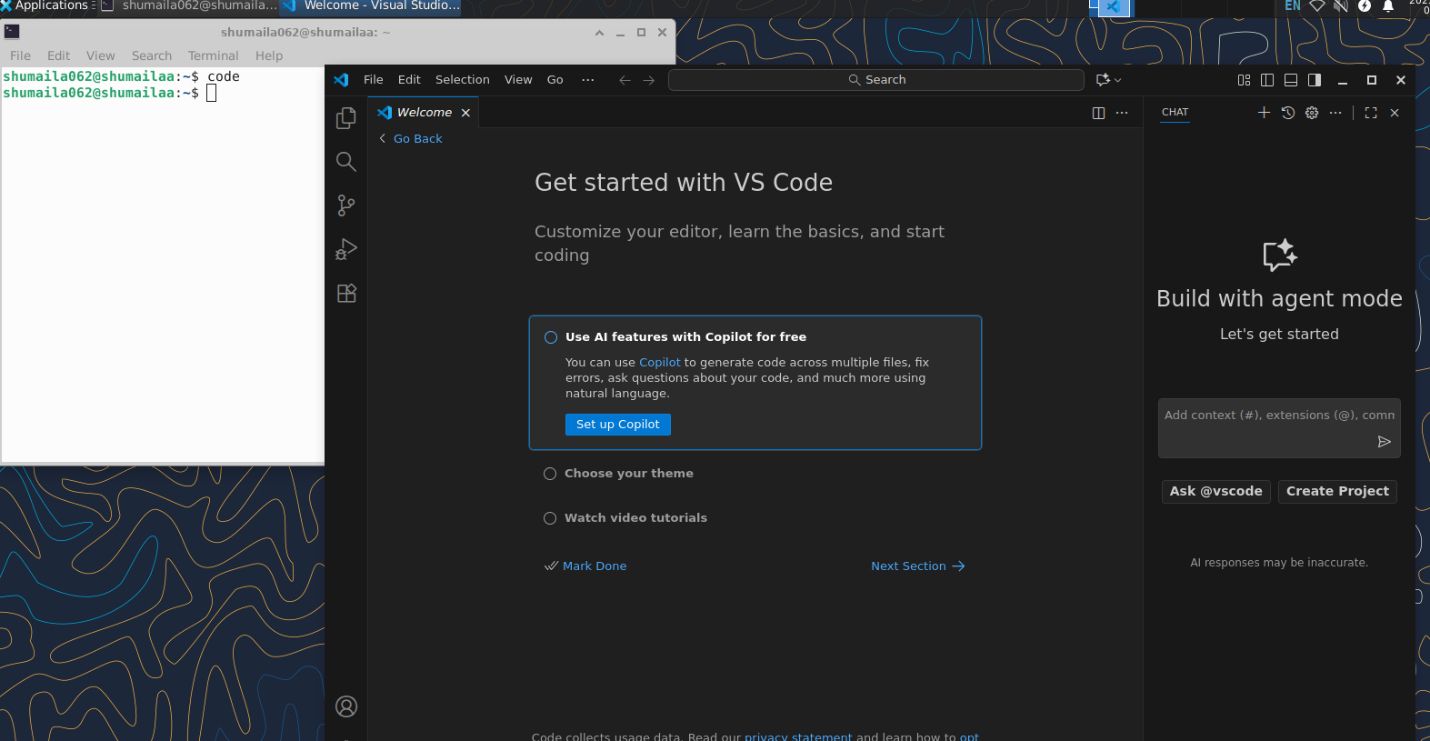 Applications
shumaila062@shumaila...
Welcome - Visual Studio...
EN
shumaila062@shumailaa: ~
File Edit View Search Terminal Help
shumaila062@shumailaa:~$ code
shumaila062@shumailaa:~$
File Edit Selection View Go ...
Search
Welcome
Go Back
Get started with VS Code
Customize your editor, learn the basics, and start
coding
Use AI features with Copilot for free
You can use Copilot to generate code across multiple files, fix
errors, ask questions about your code, and much more using
natural language.
Set up Copilot
Choose your theme
Watch video tutorials
Mark Done
Next Section
Code collects usage data. Read our privacy statement and learn how to opt
CHAT
Build with agent mode
Let's get started
Add context (#), extensions (@), comm
Ask @vscode
Create Project
AI responses may be inaccurate.